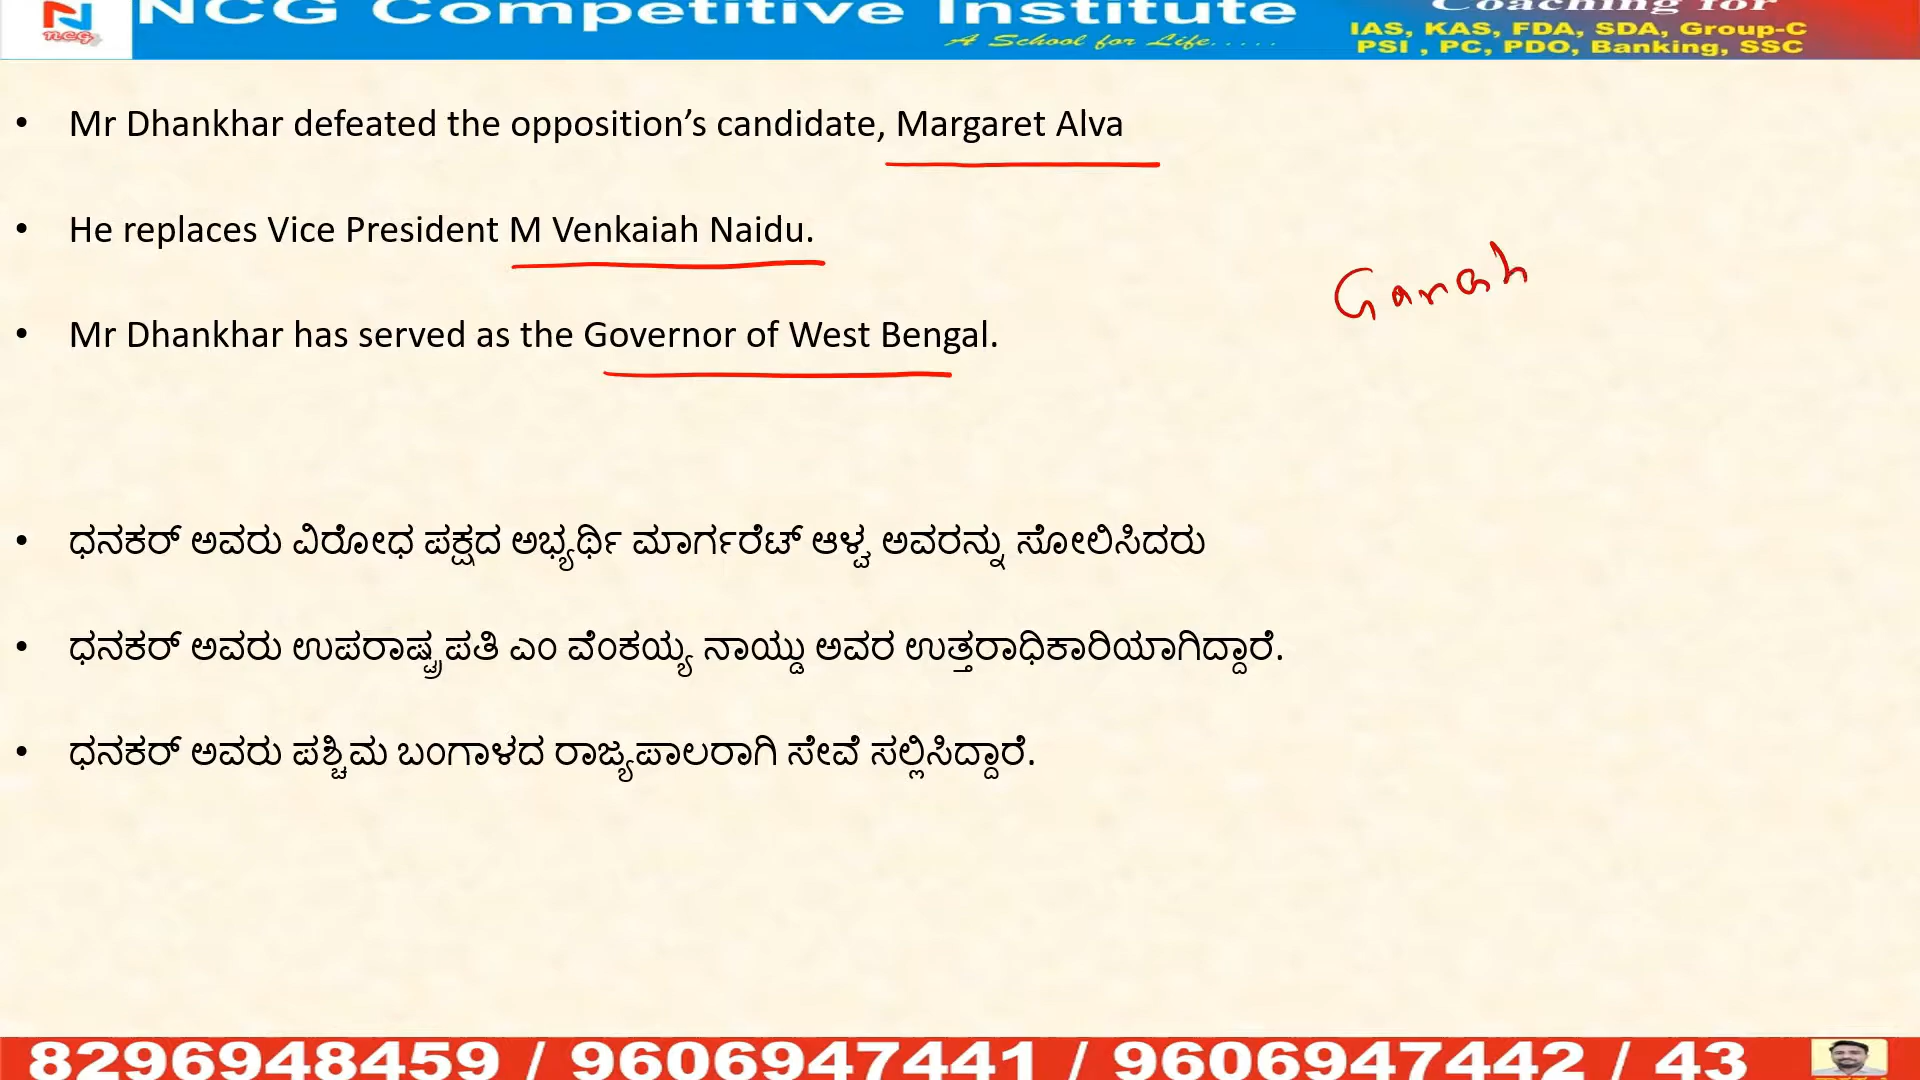 NCG Competitive Institute
A School for Life.....
Coaching for
IAS, KAS, FDA, SDA, Group-C
PSI , PC, PDO, Banking, SSC
ncg
• Mr Dhankhar defeated the opposition’s candidate, Margaret Alva
• He replaces Vice President M Venkaiah Naidu.
• Mr Dhankhar has served as the Governor of West Bengal.
Ganesh
• ಧನಕರ್ ಅವರು ವಿರೋಧ ಪಕ್ಷದ ಅಭ್ಯರ್ಥಿ ಮಾರ್ಗರೆಟ್ ಆಳ್ವ ಅವರನ್ನು ಸೋಲಿಸಿದರು
• ಧನಕರ್ ಅವರು ಉಪರಾಷ್ಟ್ರಪತಿ ಎಂ ವೆಂಕಯ್ಯ ನಾಯ್ಡು ಅವರ ಉತ್ತರಾಧಿಕಾರಿಯಾಗಿದ್ದಾರೆ.
• ಧನಕರ್ ಅವರು ಪಶ್ಚಿಮ ಬಂಗಾಳದ ರಾಜ್ಯಪಾಲರಾಗಿ ಸೇವೆ ಸಲ್ಲಿಸಿದ್ದಾರೆ.
8296948459 / 9606947441 / 9606947442 / 43